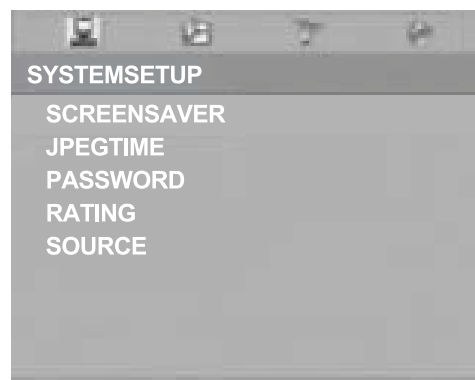 SYSTEMSETUP
SCREENSAVER
JPEGTIME
PASSWORD
RATING
SOURCE